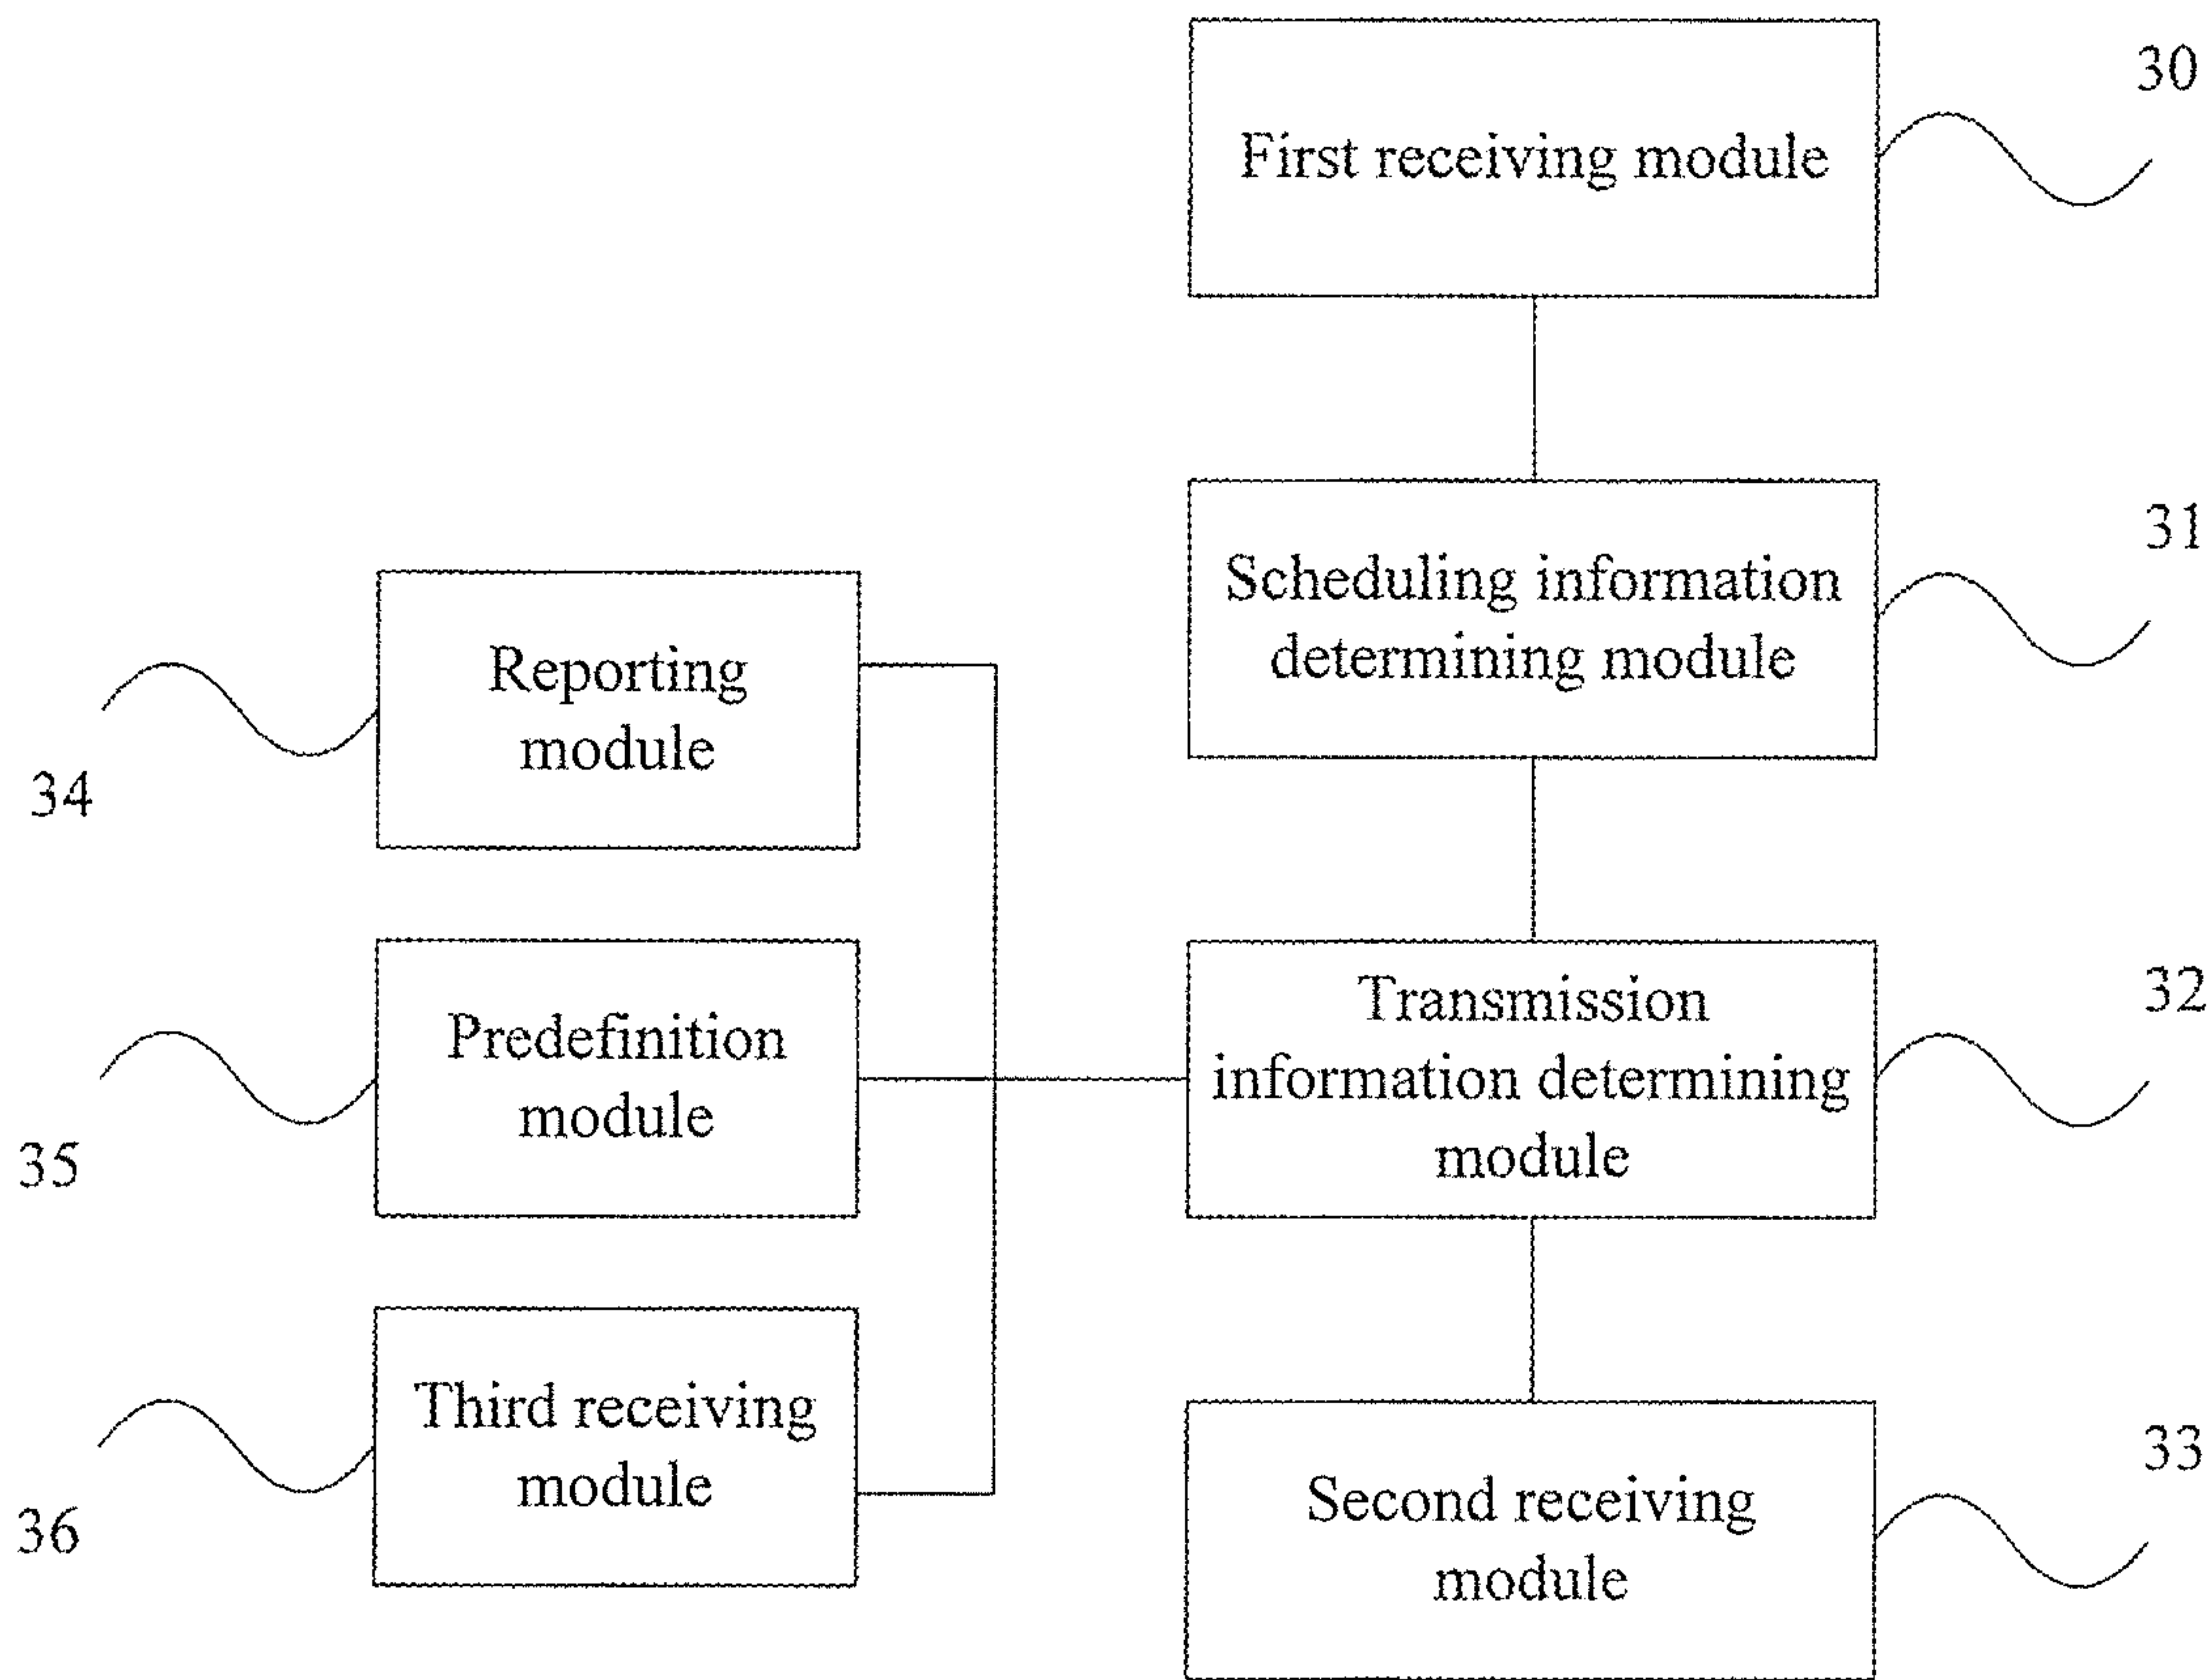 30
First receiving module
31
Scheduling information
determining module
Reporting
module
34
32
Transmission
information determining
module
Predefinition
module
35
33
Third receiving
module
36
Second receiving
module